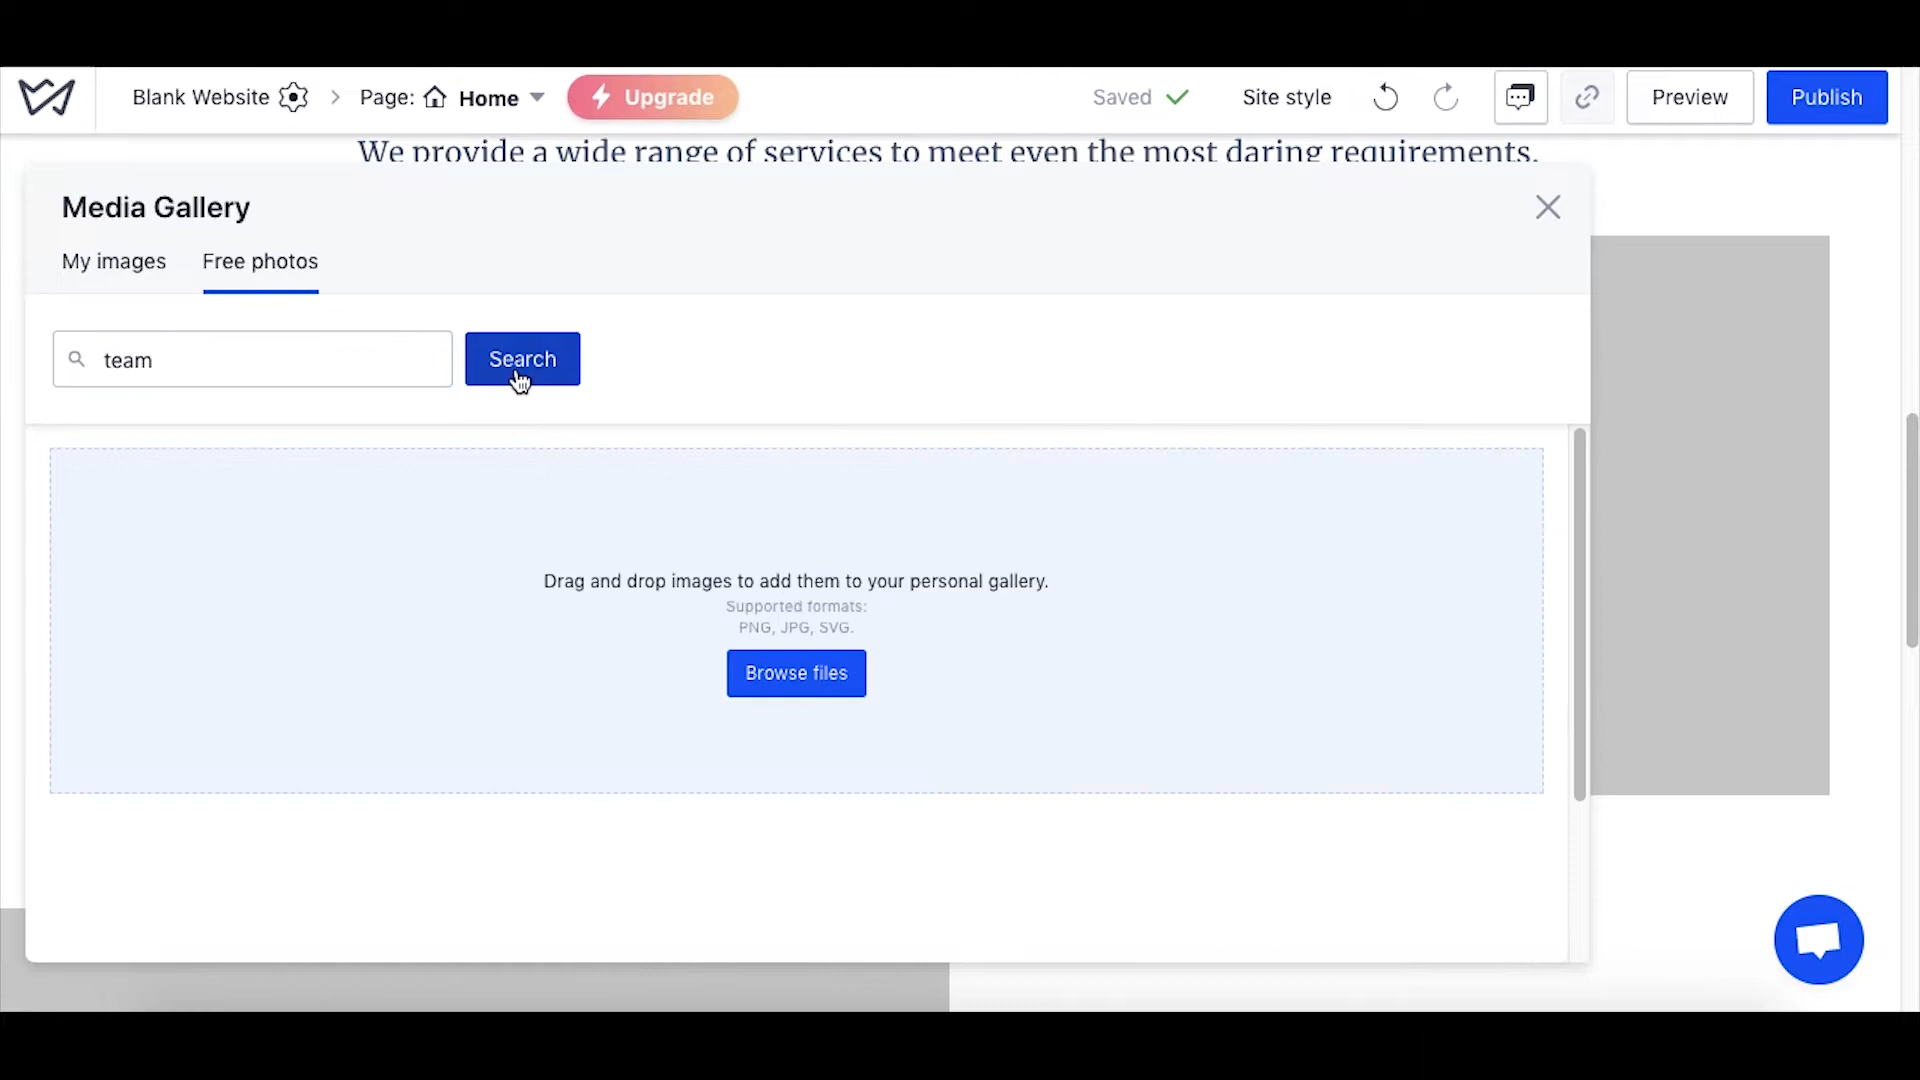 Blank Website
Page:
Home
Upgrade
Saved
Site style
Preview
Publish
We provide a wide range of services to meet even the most daring requirements.
Media Gallery
My images
Free photos
team
Search
Drag and drop images to add them to your personal gallery.
Supported formats:
PNG, JPG, SVG.
Browse files